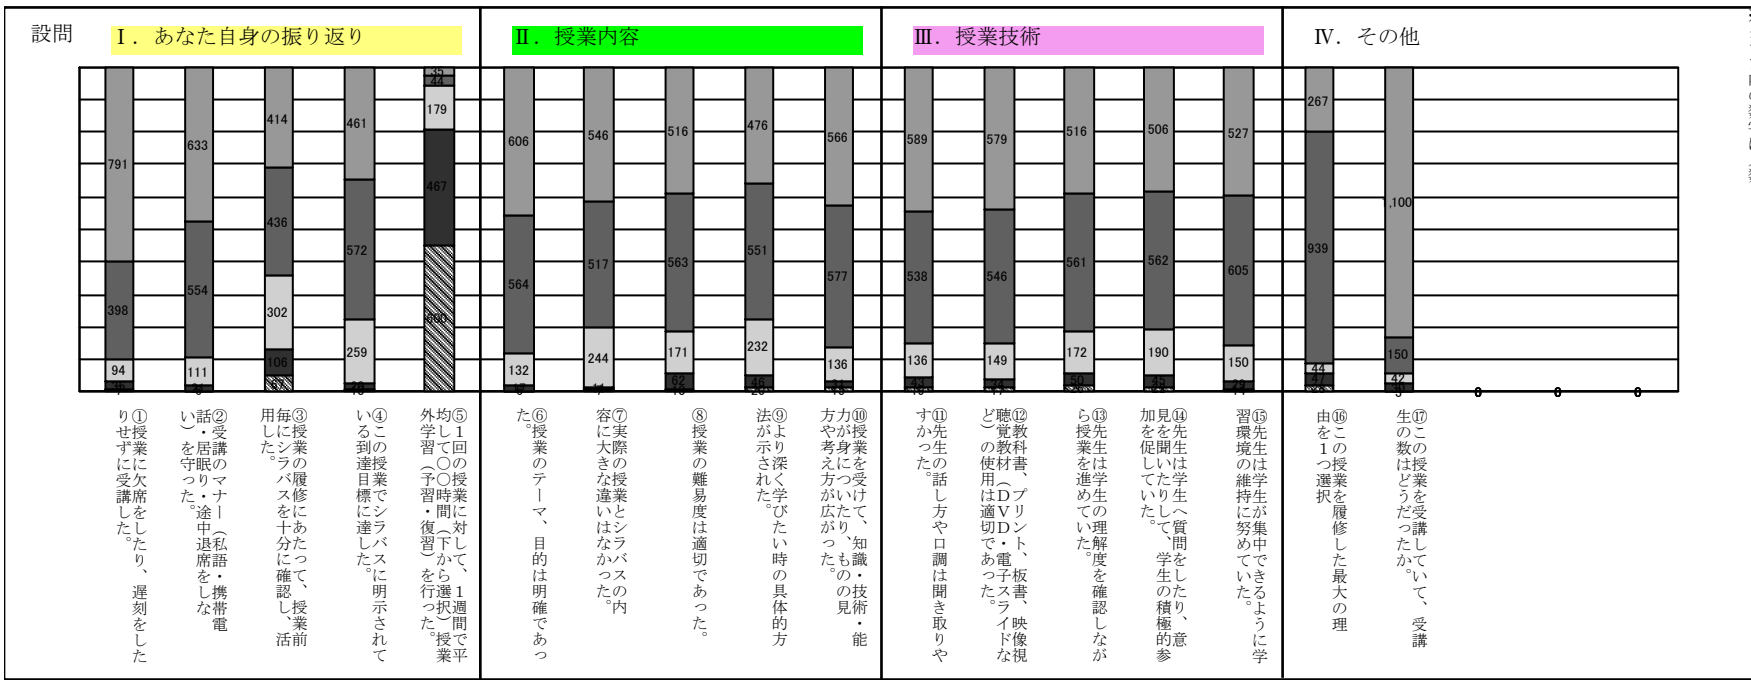 設問
Ⅰ．あなた自身の振り返り
Ⅱ．授業内容
Ⅲ．授業技術
Ⅳ．その他
791
398
94
633
554
111
414
436
302
106
67
461
572
259
35
44
179
467
600
606
564
132
546
517
244
516
563
171
62
476
551
232
46
566
577
136
31
589
538
136
43
579
546
149
34
516
561
172
50
506
562
190
45
527
605
150
29
267
939
44
47
28
1,100
150
42
0
0
0
①授業に欠席をしたり、遅刻をした
りせずに受講した。
②受講のマナー（私語・携帯電
話・居眠り・途中退席をしな
い）を守った。
③授業の履修にあたって、授業前
毎にシラバスを十分に確認し、活
用した。
④この授業でシラバスに明示されて
いる到達目標に達した。
⑤１回の授業に対して、１週間で平
均して〇〇時間（下から選択）授業
外学習（予習・復習）を行った。
⑥授業のテーマ、目的は明確であっ
た。
⑦実際の授業とシラバスの内
容に大きな違いはなかった。
⑧授業の難易度は適切であった。
⑨より深く学びたい時の具体的方
法が示された。
⑩授業を受けて、知識・技術・能
力が身についたり、ものの見
方や考え方が広がった。
⑪先生の話し方や口調は聞き取りや
すかった。
⑫教科書、プリント、板書、映像視
聴覚教材（ＤＶＤ・電子スライドな
ど）の使用は適切であった。
⑬先生は学生の理解度を確認しなが
ら授業を進めていた。
⑭先生は学生へ質問をしたり、意
見を聞いたりして、学生の積極的参
加を促していた。
⑮先生は学生が集中できるように学
習環境の維持に努めていた。
⑯この授業を履修した最大の理
由を１つ選択
⑰この授業を受講していて、受講
生の数はどうだったか。